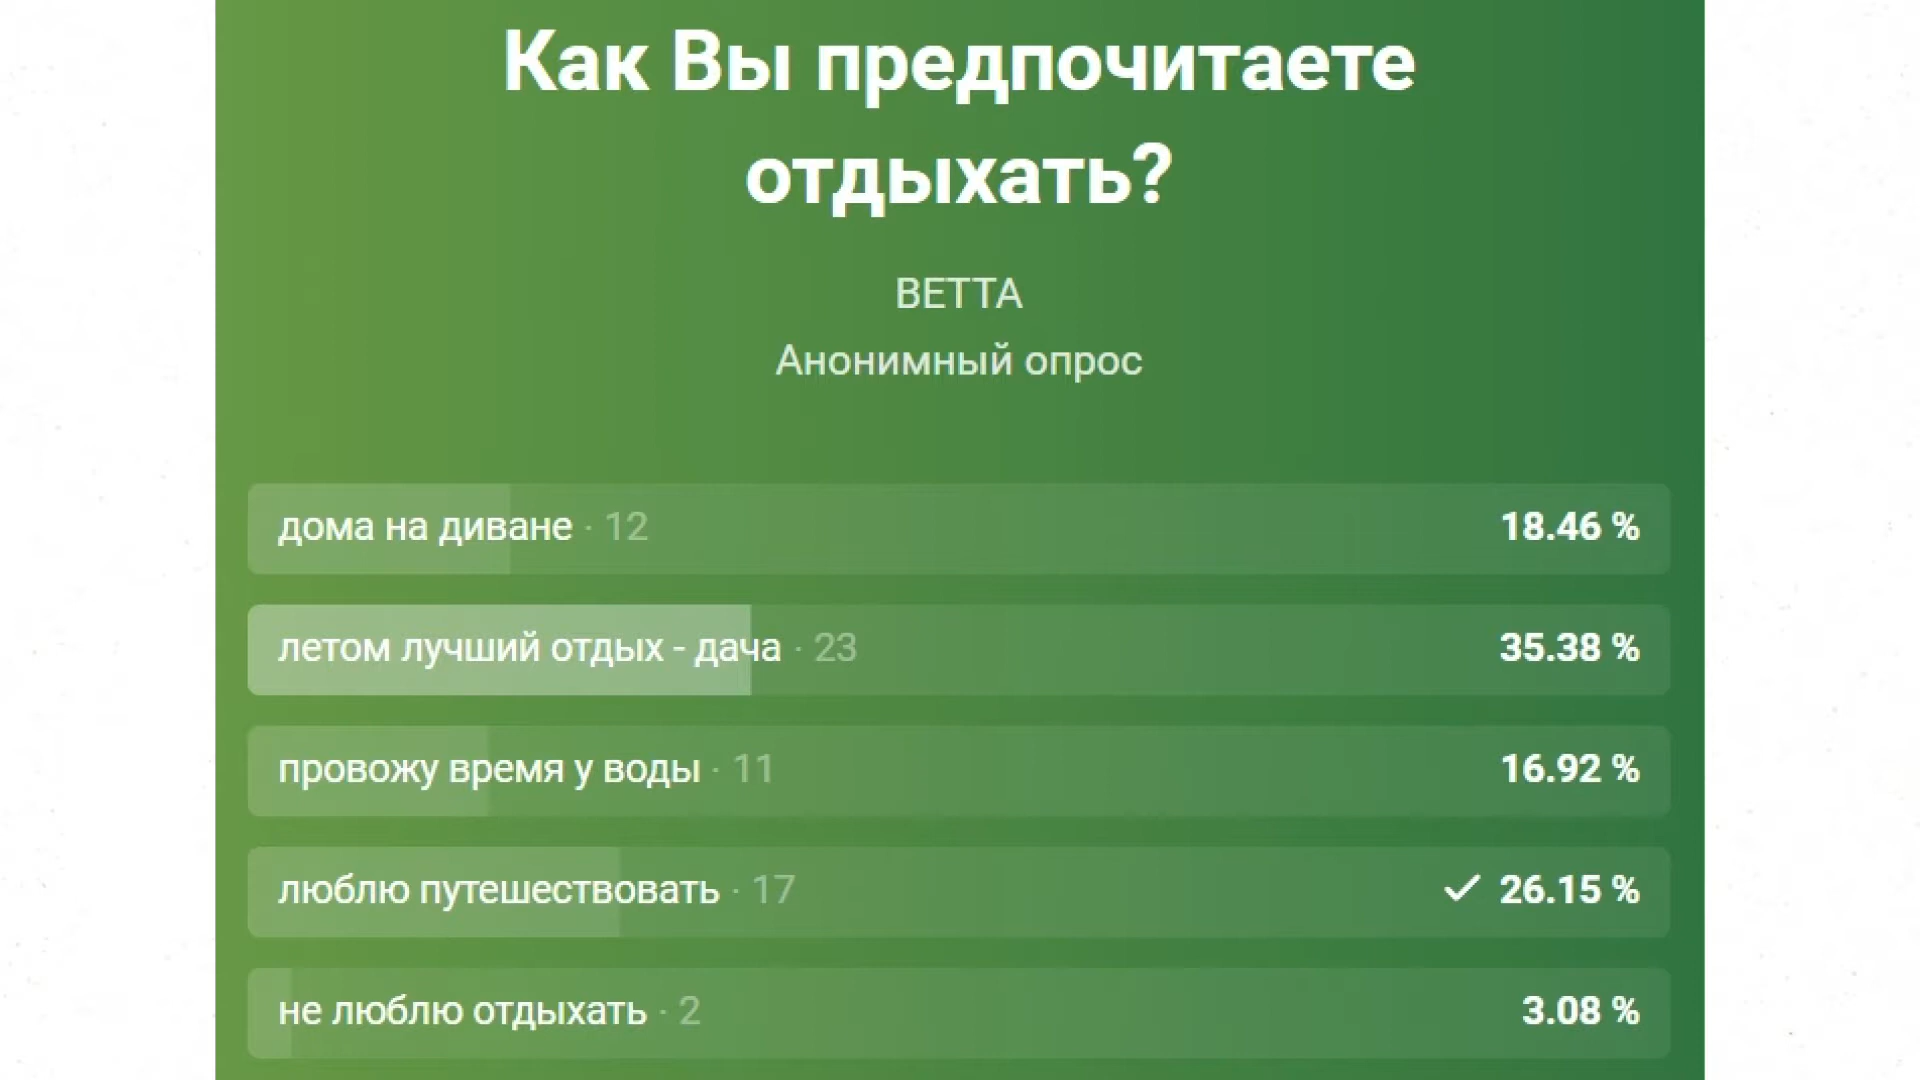 Как Вы предпочитаете
отдыхать?
ВЕТТА
Анонимный опрос
дома на диване · 12 18.46 %
летом лучший отдых - дача · 23 35.38 %
провожу время у воды · 11 16.92 %
люблю путешествовать · 17 ✓ 26.15 %
не люблю отдыхать · 2 3.08 %